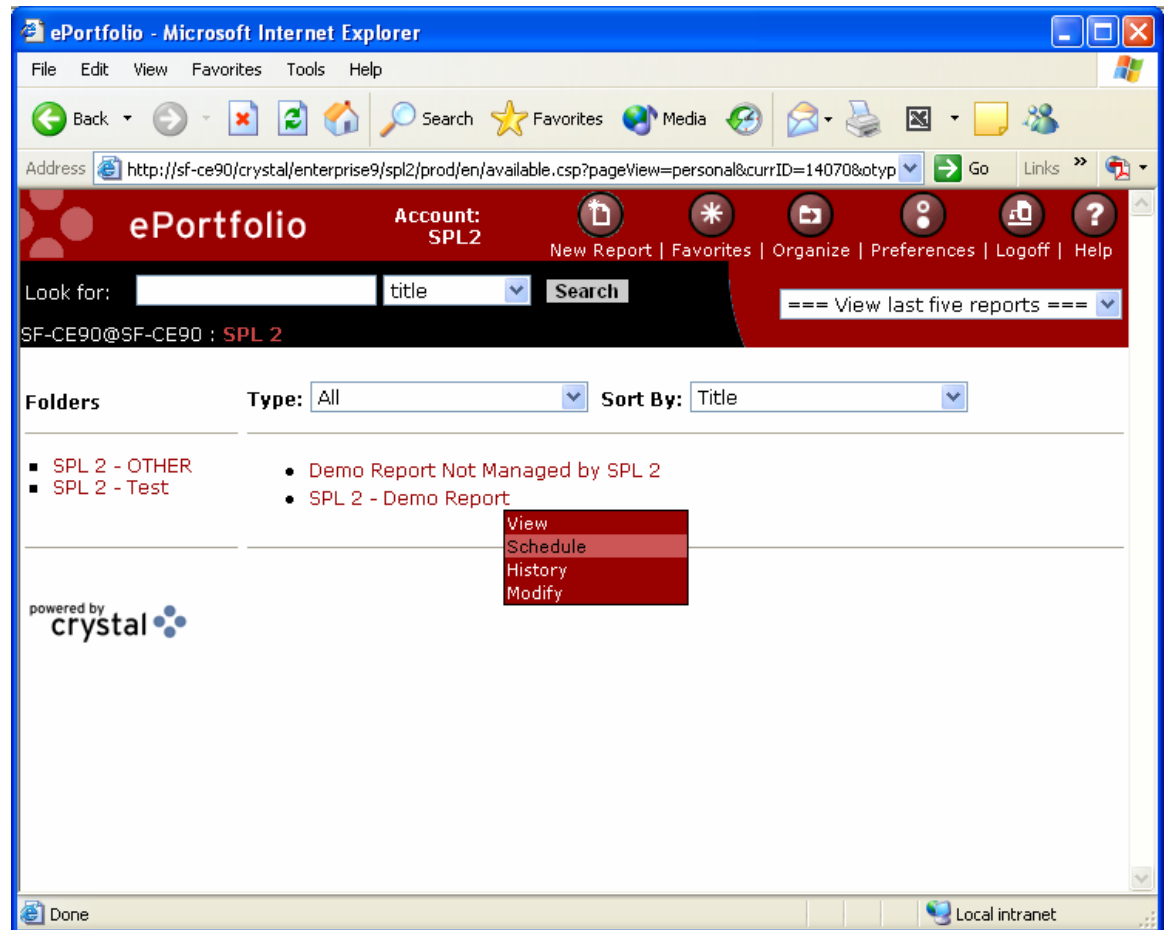 ePortfolio - Microsoft Internet Explorer
File Edit View Favorites Tools Help
Back Search Favorites Media
Address http://sf-ce90/crystal/enterprise9/spl2/prod/en/available.csp?pageView=personal&currID=14070&otyp Go Links »
ePortfolio Account: SPL2 New Report | Favorites | Organize | Preferences | Logoff | Help
Look for: title Search === View last five reports ===
SF-CE90@SF-CE90 : SPL 2
Folders Type: All Sort By: Title
SPL 2 - OTHER
SPL 2 - Test
Demo Report Not Managed by SPL 2
SPL 2 - Demo Report
View
Schedule
History
Modify
powered by
crystal
Done Local intranet